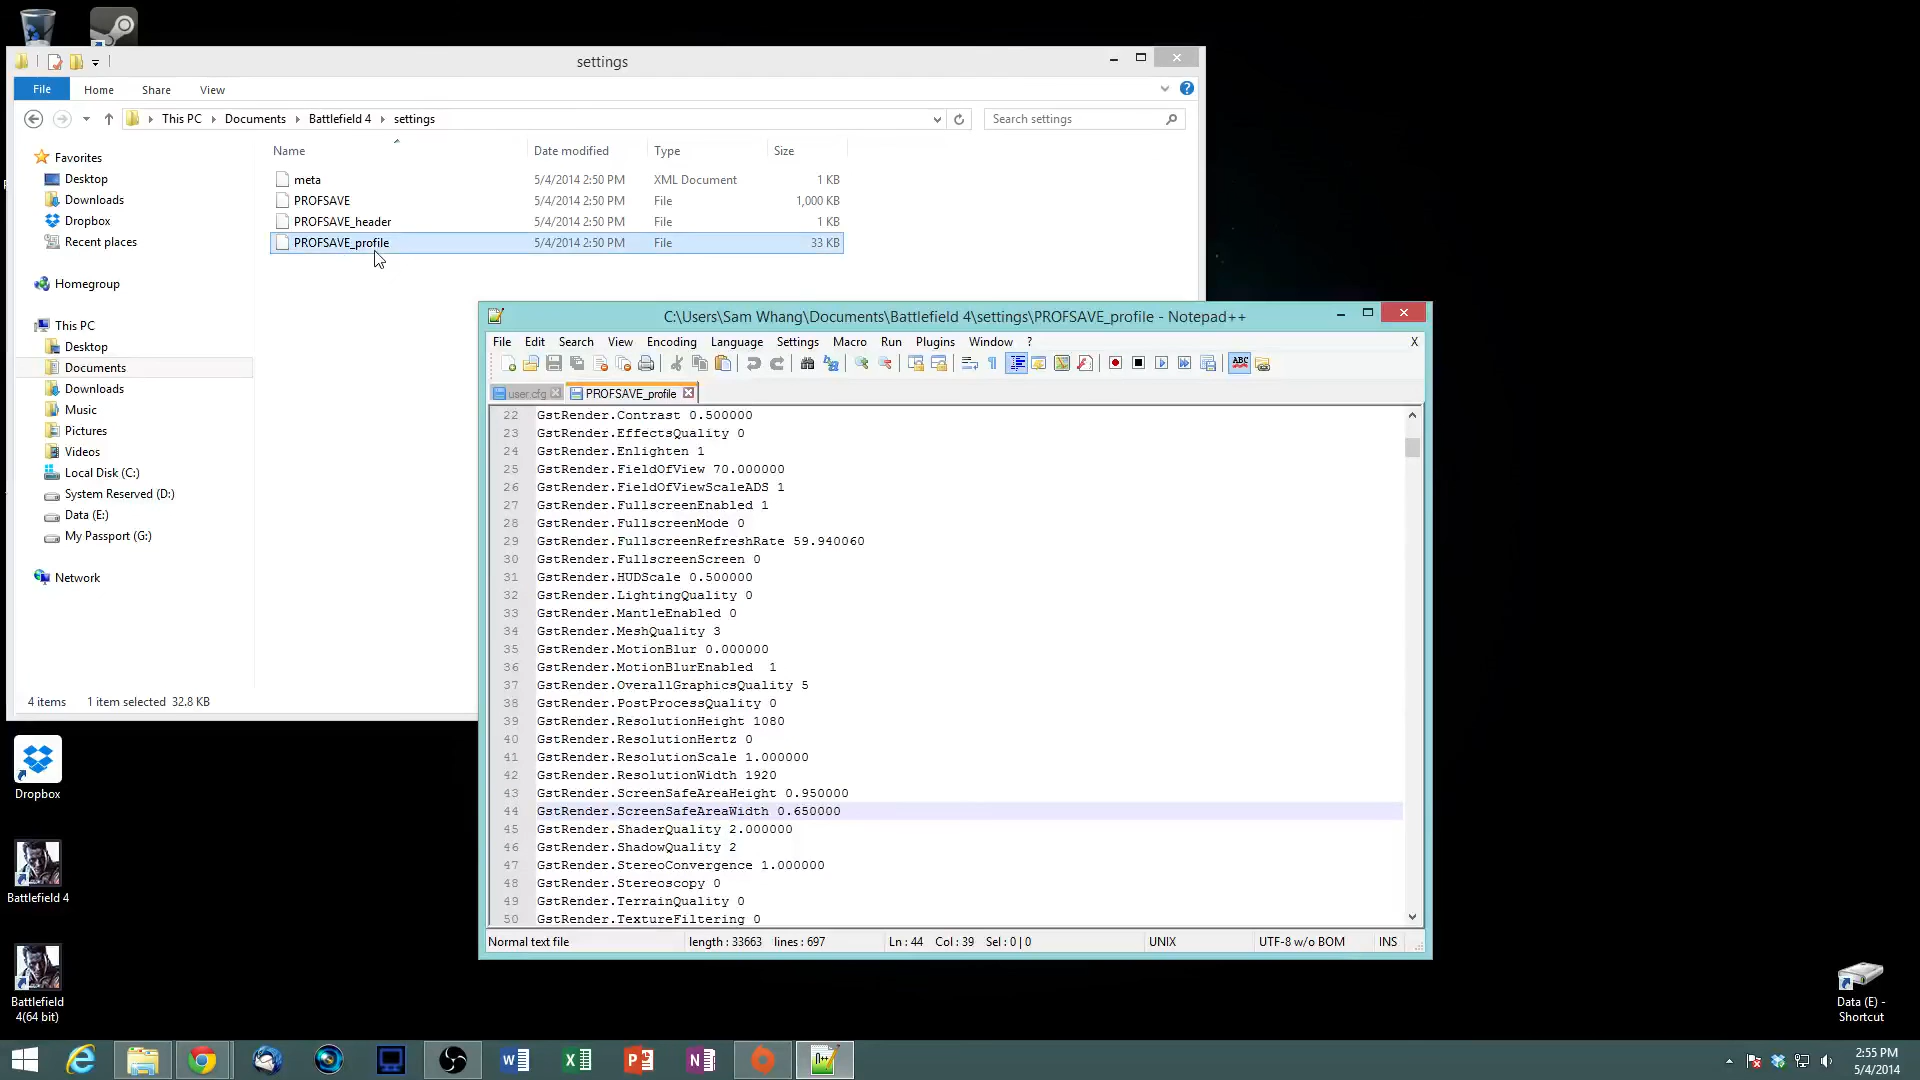 settings
File Home Share View
This PC Documents Battlefield 4 settings
Search settings
Name Date modified Type Size
meta 5/4/2014 2:50 PM XML Document 1 KB
PROFSAVE 5/4/2014 2:50 PM File 1,000 KB
PROFSAVE_header 5/4/2014 2:50 PM File 1 KB
PROFSAVE_profile 5/4/2014 2:50 PM File 33 KB
Favorites
Desktop
Downloads
Dropbox
Recent places
Homegroup
This PC
Desktop
Documents
Downloads
Music
Pictures
Videos
Local Disk (C:)
System Reserved (D:)
Data (E:)
My Passport (G:)
Network
4 items 1 item selected 32.8 KB
C:\Users\Sam Whang\Documents\Battlefield 4\settings\PROFSAVE_profile - Notepad++
File Edit Search View Encoding Language Settings Macro Run Plugins Window ? X
user.cfg PROFSAVE_profile
22 GstRender.Contrast 0.500000
23 GstRender.EffectsQuality 0
24 GstRender.Enlighten 1
25 GstRender.FieldOfView 70.000000
26 GstRender.FieldOfViewScaleADS 1
27 GstRender.FullscreenEnabled 1
28 GstRender.FullscreenMode 0
29 GstRender.FullscreenRefreshRate 59.940060
30 GstRender.FullscreenScreen 0
31 GstRender.HUDScale 0.500000
32 GstRender.LightingQuality 0
33 GstRender.MantleEnabled 0
34 GstRender.MeshQuality 3
35 GstRender.MotionBlur 0.000000
36 GstRender.MotionBlurEnabled  1
37 GstRender.OverallGraphicsQuality 5
38 GstRender.PostProcessQuality 0
39 GstRender.ResolutionHeight 1080
40 GstRender.ResolutionHertz 0
41 GstRender.ResolutionScale 1.000000
42 GstRender.ResolutionWidth 1920
43 GstRender.ScreenSafeAreaHeight 0.950000
44 GstRender.ScreenSafeAreaWidth 0.650000
45 GstRender.ShaderQuality 2.000000
46 GstRender.ShadowQuality 2
47 GstRender.StereoConvergence 1.000000
48 GstRender.Stereoscopy 0
49 GstRender.TerrainQuality 0
50 GstRender.TextureFiltering 0
Normal text file length : 33663 lines : 697 Ln : 44 Col : 39 Sel : 0 | 0 UNIX UTF-8 w/o BOM INS
Dropbox
Battlefield 4
Battlefield
4(64 bit)
Data (E) -
Shortcut
2:55 PM
5/4/2014